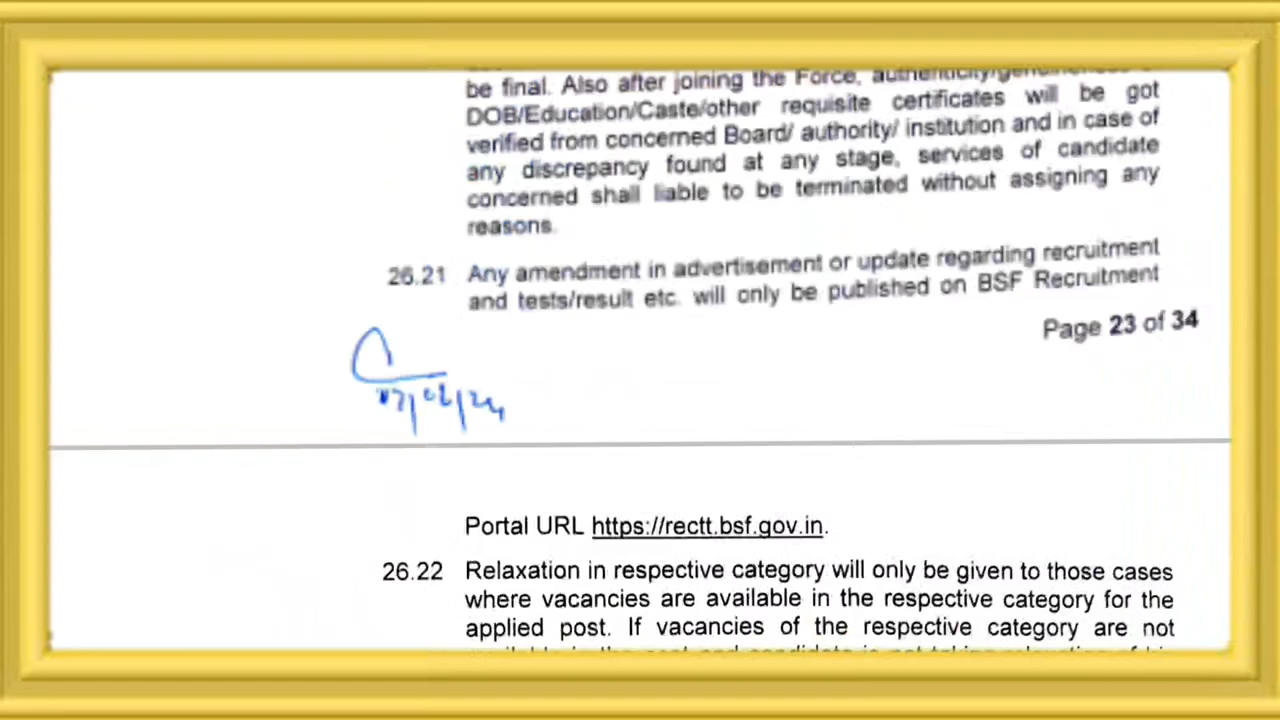 be final. Also after joining the Force,
DOB/Education/Caste/other requisite certificates will be got
verified from concerned Board/ authority/ institution and in case of
any discrepancy found at any stage, services of candidate
concerned shall liable to be terminated without assigning any
reasons.
26.21 Any amendment in advertisement or update regarding recruitment
and tests/result etc. will only be published on BSF Recruitment
Page 23 of 34
Portal URL https://rectt.bsf.gov.in.
26.22 Relaxation in respective category will only be given to those cases
where vacancies are available in the respective category for the
applied post. If vacancies of the respective category are not